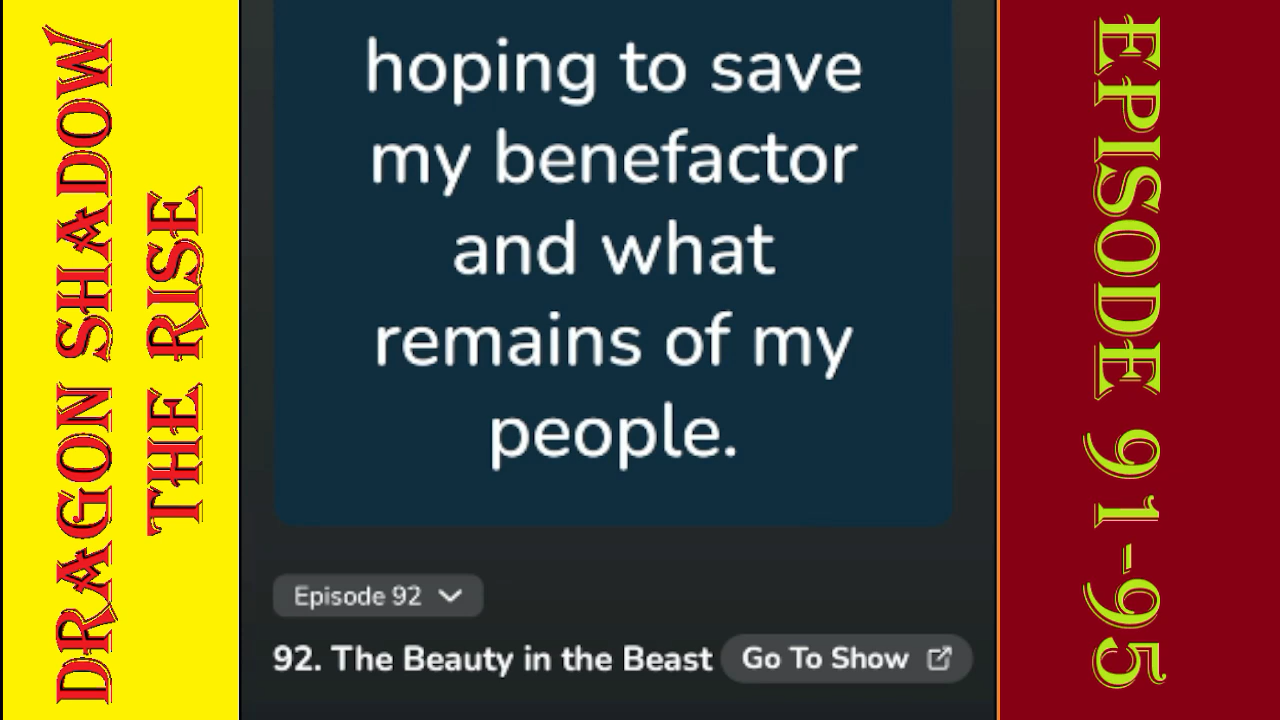 DRAGON SHADOW
THE RISE
hoping to save
my benefactor
and what
remains of my
people.
Episode 92
92. The Beauty in the Beast
Go To Show
EPISODE 91-95